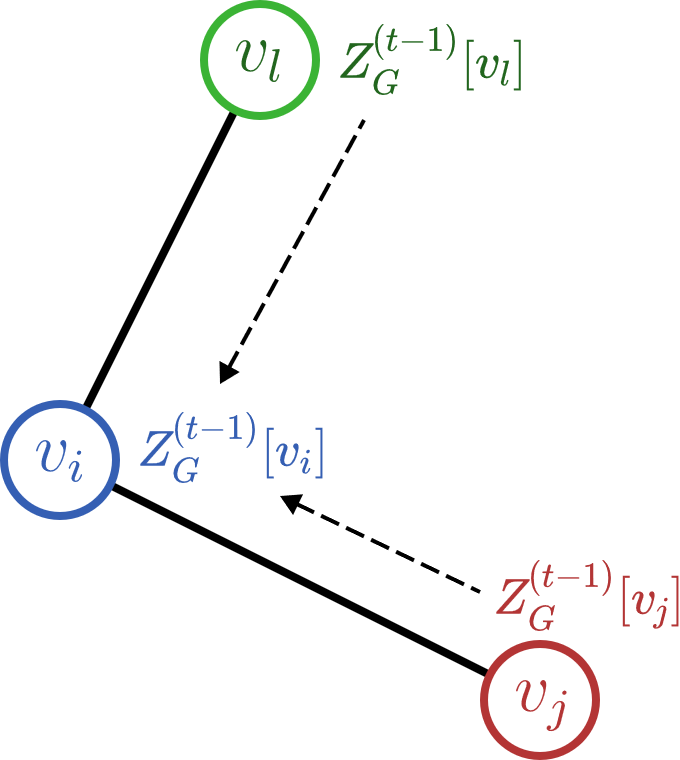 v_l Z_G^{(t-1)}[v_l]
v_i Z_G^{(t-1)}[v_i]
Z_G^{(t-1)}[v_j]
v_j